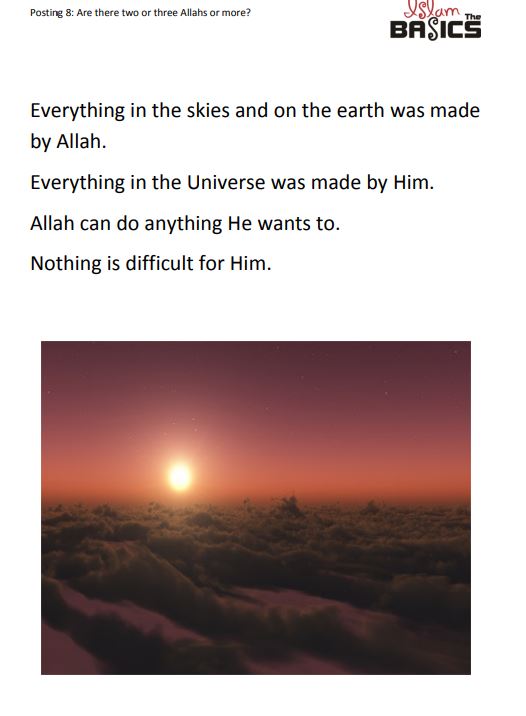 Posting 8: Are there two or three Allahs or more?
Islam The
BASICS
Everything in the skies and on the earth was made
by Allah.
Everything in the Universe was made by Him.
Allah can do anything He wants to.
Nothing is difficult for Him.